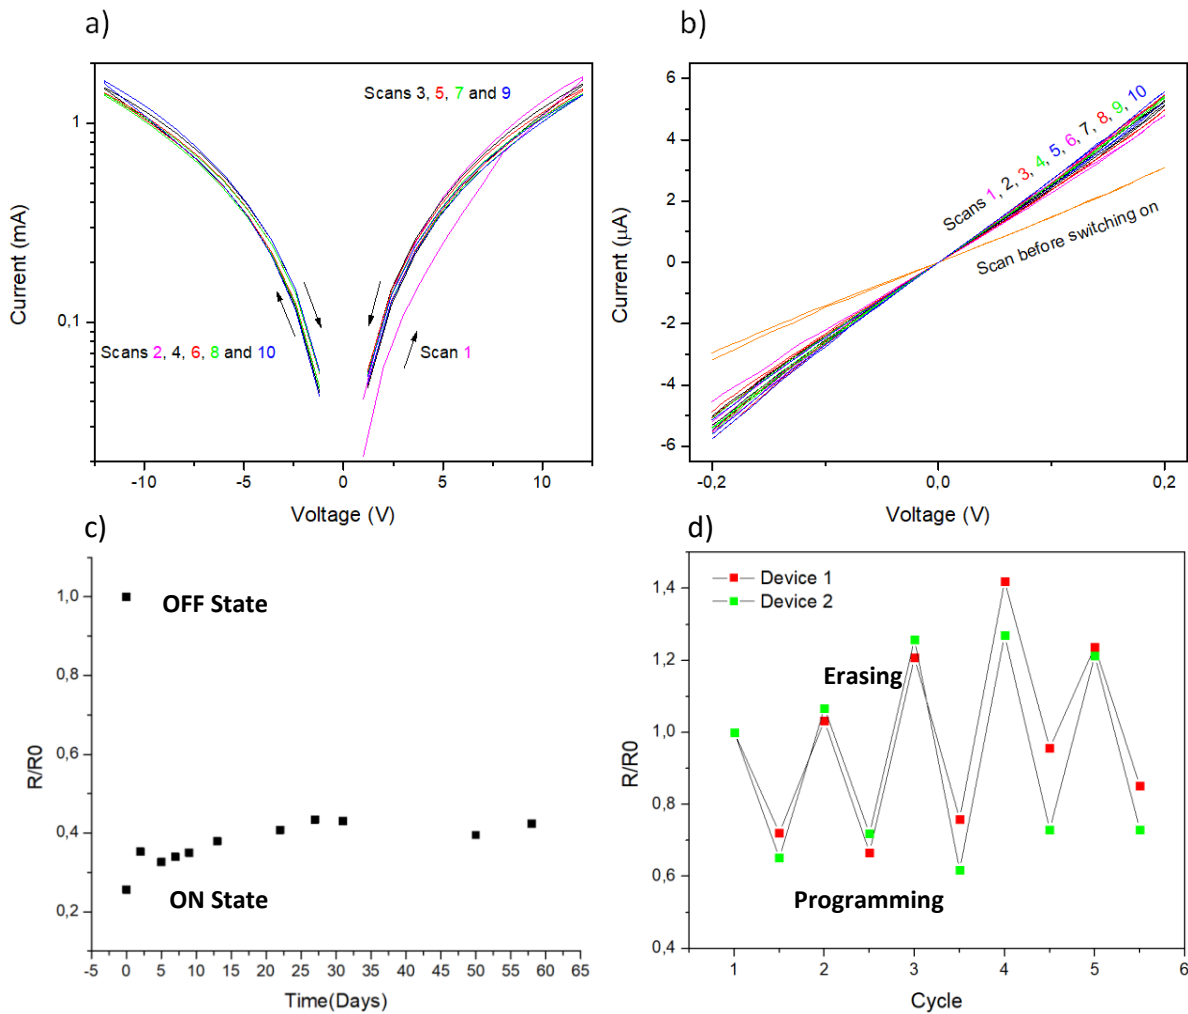 a)
Scans 3, 5, 7 and 9
Scans 2, 4, 6, 8 and 10
Scan 1
Current (mA)
1
0,1
-10
-5
0
5
10
Voltage (V)
b)
Scans 1, 2, 3, 4, 5, 6, 7, 8, 9, 10
Scan before switching on
Current (µA)
6
4
2
0
-2
-4
-6
-0,2
0,0
0,2
Voltage (V)
c)
OFF State
ON State
R/R0
1,0
0,8
0,6
0,4
0,2
-5
0
5
10
15
20
25
30
35
40
45
50
55
60
65
Time(Days)
d)
Device 1
Device 2
Erasing
Programming
R/R0
1,4
1,2
1,0
0,8
0,6
0,4
1
2
3
4
5
6
Cycle